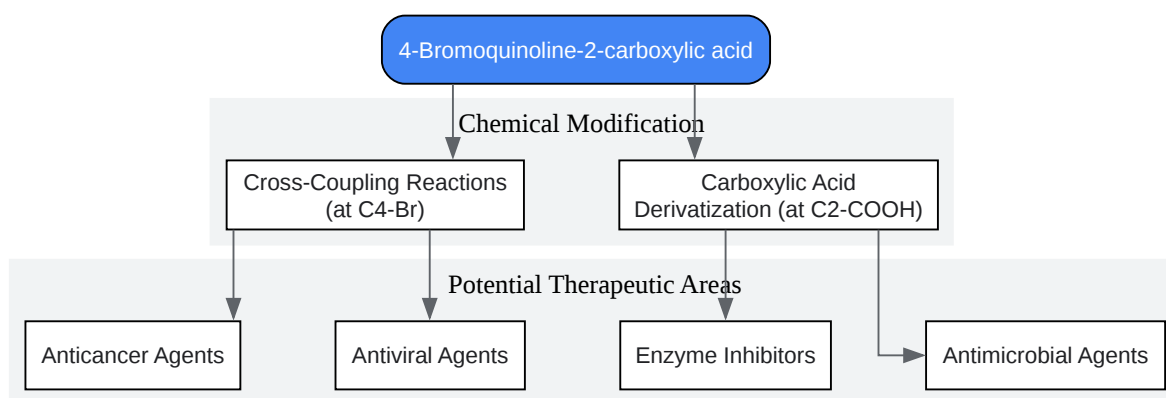 4-Bromoquinoline-2-carboxylic acid
Chemical Modification
Cross-Coupling Reactions
(at C4-Br)
Carboxylic Acid
Derivatization (at C2-COOH)
Potential Therapeutic Areas
Anticancer Agents
Antiviral Agents
Enzyme Inhibitors
Antimicrobial Agents